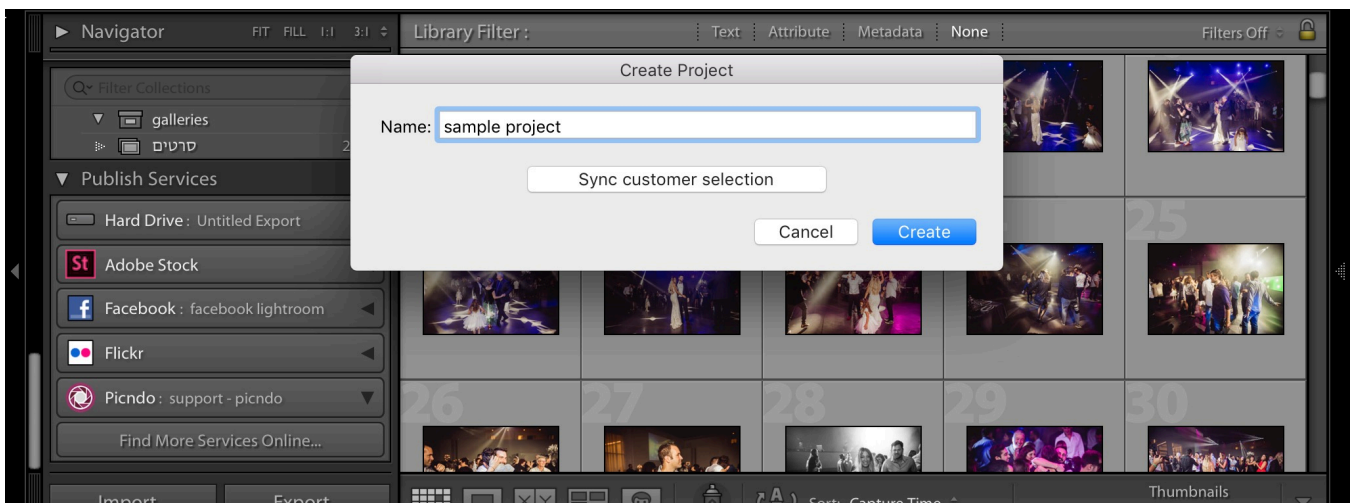 Navigator FIT FILL 1:1 3:1
Library Filter : Text Attribute Metadata None Filters Off
Create Project
Filter Collections
galleries
סרטים 2
Name: sample project
Sync customer selection
Cancel Create
Publish Services
Hard Drive : Untitled Export
St Adobe Stock
f Facebook : facebook lightroom
Flickr
Picndo : support - picndo
Find More Services Online...
25
26 27 28 29 30
Import Export
Sort: Capture Time
Thumbnails